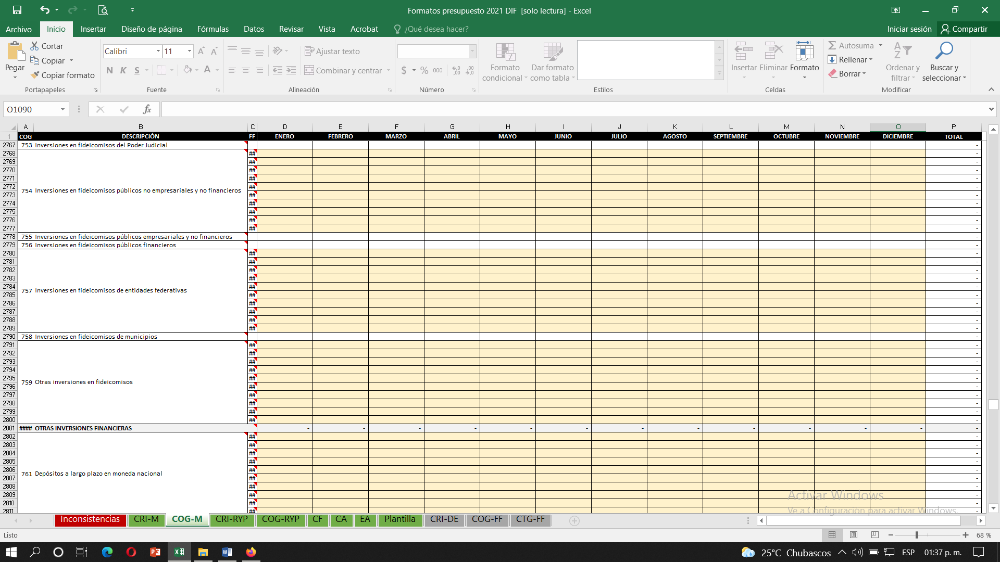 Formatos presupuesto 2021 DIF  [solo lectura] - Excel
Archivo Inicio Insertar Diseño de página Fórmulas Datos Revisar Vista Acrobat ¿Qué desea hacer? Iniciar sesión Compartir
Pegar
Cortar
Copiar
Copiar formato
Portapapeles
Calibri 11
N K S A
Fuente
Ajustar texto
Combinar y centrar
Alineación
$ % 000
Número
Formato condicional
Dar formato como tabla
Estilos
Insertar Eliminar Formato
Celdas
Autosuma
Rellenar
Borrar
Ordenar y filtrar
Buscar y seleccionar
Modificar
O1090 fx
A B C D E F G H I J K L M N O P
1 COG DESCRIPCIÓN FF ENERO FEBRERO MARZO ABRIL MAYO JUNIO JULIO AGOSTO SEPTIEMBRE OCTUBRE NOVIEMBRE DICIEMBRE TOTAL
2767 753 Inversiones en fideicomisos del Poder Judicial -
2768 ## -
2769 ## -
2770 ## -
2771 ## -
2772 ## -
754 Inversiones en fideicomisos públicos no empresariales y no financieros
2773 ## -
2774 ## -
2775 ## -
2776 ## -
2777 ## -
2778 755 Inversiones en fideicomisos públicos empresariales y no financieros -
2779 756 Inversiones en fideicomisos públicos financieros -
2780 ## -
2781 ## -
2782 ## -
2783 ## -
2784 ## -
757 Inversiones en fideicomisos de entidades federativas
2785 ## -
2786 ## -
2787 ## -
2788 ## -
2789 ## -
2790 758 Inversiones en fideicomisos de municipios -
2791 ## -
2792 ## -
2793 ## -
2794 ## -
2795 ## -
759 Otras inversiones en fideicomisos
2796 ## -
2797 ## -
2798 ## -
2799 ## -
2800 ## -
2801 #### OTRAS INVERSIONES FINANCIERAS - - - - - - - - - - - - -
2802 ## -
2803 ## -
2804 ## -
2805 ## -
2806 ## -
761 Depósitos a largo plazo en moneda nacional
2807 ## -
2808 ## -
2809 ## -
2810 ## -
2811 ## -
Activar Windows
Ve a Configuración para activar Windows.
Inconsistencias CRI-M COG-M CRI-RYP COG-RYP CF CA EA Plantilla CRI-DE COG-FF CTG-FF
Listo 68 %
25°C Chubascos ESP 01:37 p. m.